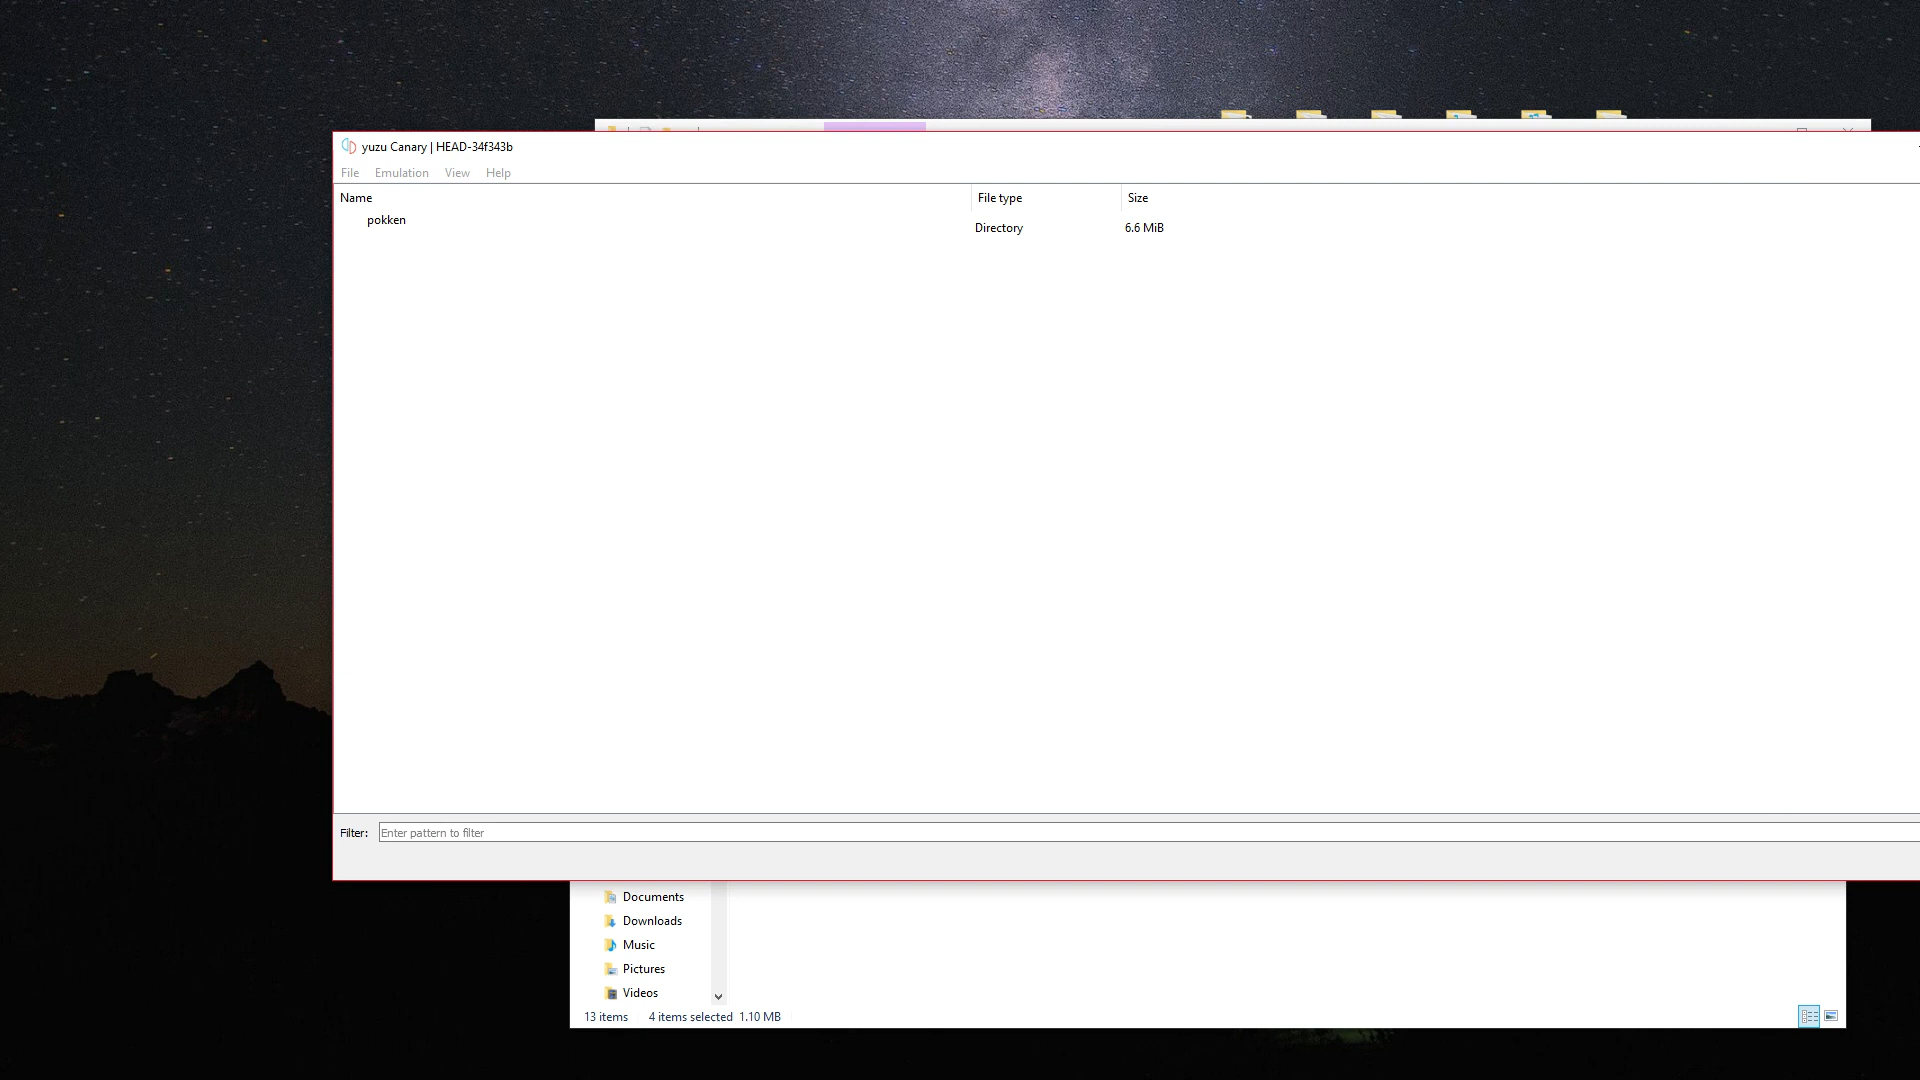 yuzu Canary | HEAD-34f343b
File Emulation View Help
Name File type Size
pokken Directory 6.6 MiB
Filter: Enter pattern to filter
Documents
Downloads
Music
Pictures
Videos
13 items 4 items selected 1.10 MB